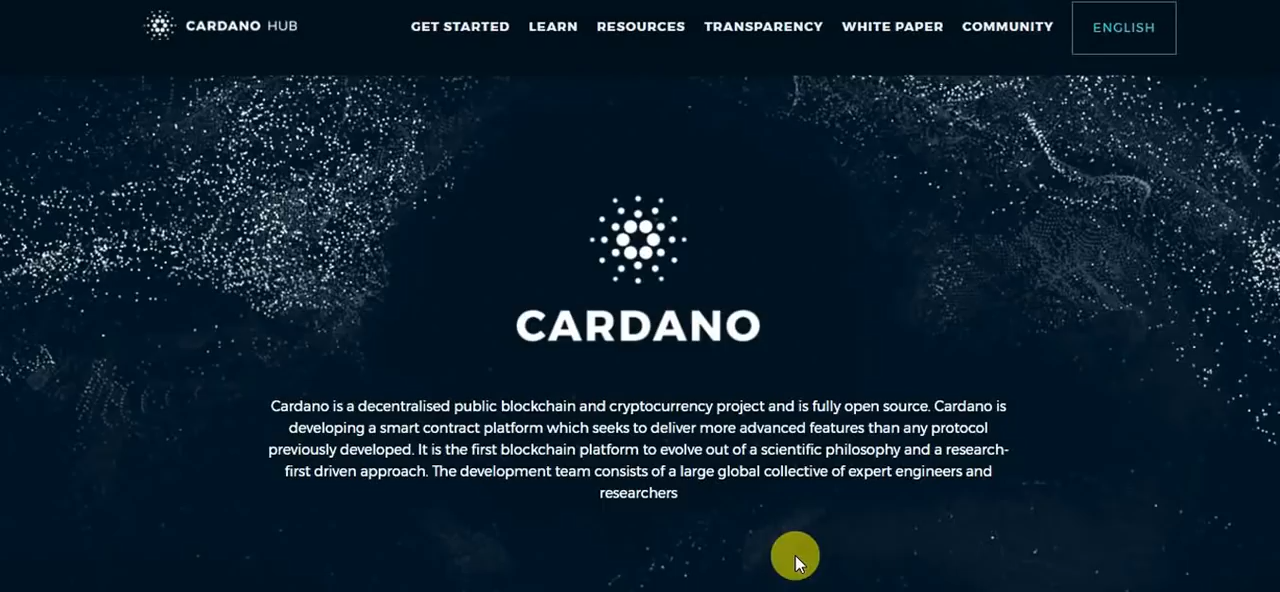 CARDANO HUB
GET STARTED LEARN RESOURCES TRANSPARENCY WHITE PAPER COMMUNITY ENGLISH
CARDANO
Cardano is a decentralised public blockchain and cryptocurrency project and is fully open source. Cardano is
developing a smart contract platform which seeks to deliver more advanced features than any protocol
previously developed. It is the first blockchain platform to evolve out of a scientific philosophy and a research-
first driven approach. The development team consists of a large global collective of expert engineers and
researchers